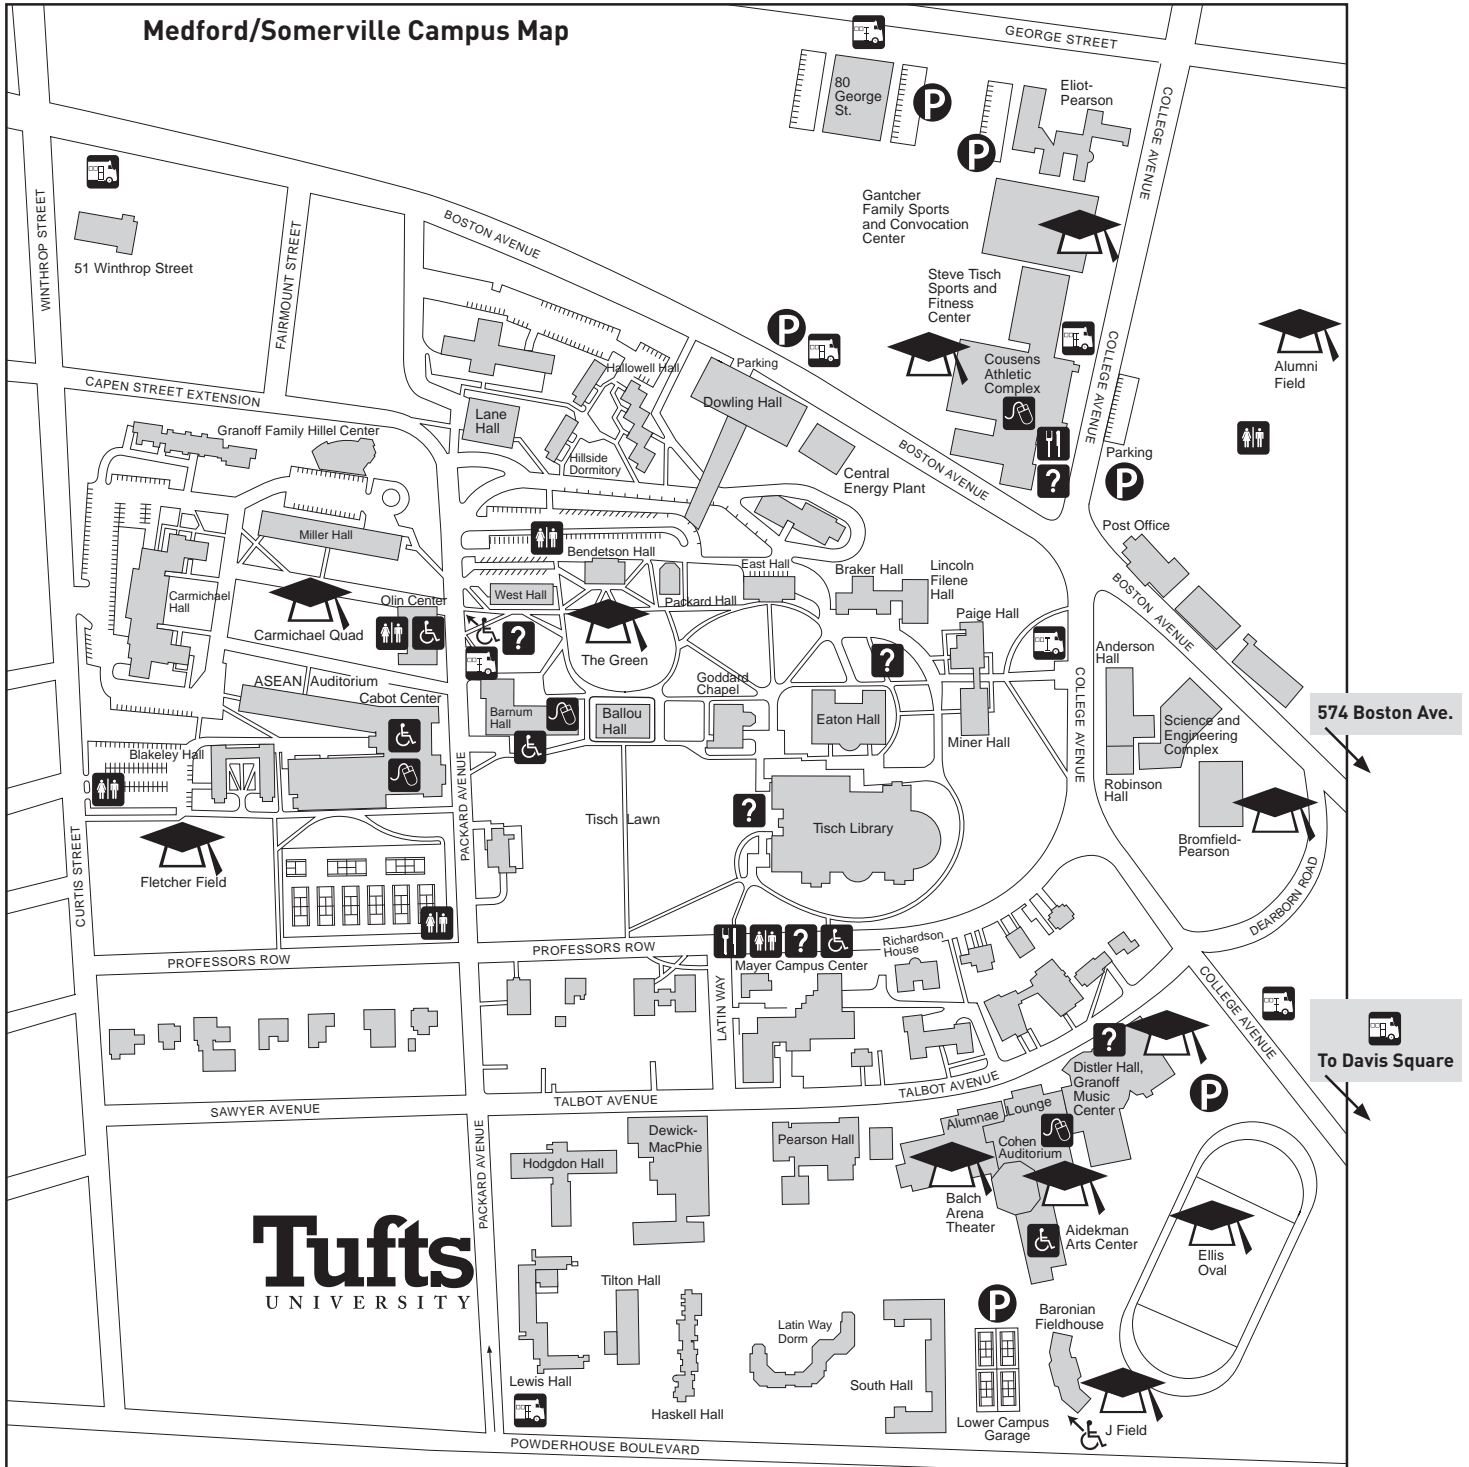 Medford/Somerville Campus Map
GEORGE STREET
80
George
St.
P
Eliot-
Pearson
P
COLLEGE AVENUE
WINTHROP STREET
51 Winthrop Street
FAIRMOUNT STREET
BOSTON AVENUE
Gantcher
Family Sports
and Convocation
Center
Steve Tisch
Sports and
Fitness
Center
P
Parking
Hallowell Hall
Cousens
Athletic
Complex
COLLEGE AVENUE
Alumni
Field
CAPEN STREET EXTENSION
Dowling Hall
Lane
Hall
Granoff Family Hillel Center
Hillside
Dormitory
Central
Energy Plant
BOSTON AVENUE
?
Parking
P
Post Office
Miller Hall
Bendetson Hall
East Hall
Braker Hall
Lincoln
Filene
Hall
BOSTON AVENUE
Carmichael
Hall
Olin Center
West Hall
Packard Hall
Paige Hall
Carmichael Quad
?
The Green
?
Anderson
Hall
COLLEGE AVENUE
ASEAN Auditorium
Cabot Center
Goddard
Chapel
Barnum
Hall
Ballou
Hall
Eaton Hall
Miner Hall
Science and
Engineering
Complex
574 Boston Ave.
Blakeley Hall
Robinson
Hall
PACKARD AVENUE
Tisch Lawn
?
Tisch Library
Bromfield-
Pearson
CURTIS STREET
Fletcher Field
DEARBORN ROAD
PROFESSORS ROW
PROFESSORS ROW
?
Richardson
House
Mayer Campus Center
LATIN WAY
COLLEGE AVENUE
To Davis Square
?
Distler Hall,
Granoff
Music
Center
P
SAWYER AVENUE
TALBOT AVENUE
TALBOT AVENUE
PACKARD AVENUE
Dewick-
MacPhie
Hodgdon Hall
Pearson Hall
Alumnae Lounge
Cohen
Auditorium
Balch
Arena
Theater
Aidekman
Arts Center
Ellis
Oval
Tufts
UNIVERSITY
Tilton Hall
P
Baronian
Fieldhouse
Latin Way
Dorm
Lewis Hall
South Hall
Haskell Hall
Lower Campus
Garage
J Field
POWDERHOUSE BOULEVARD